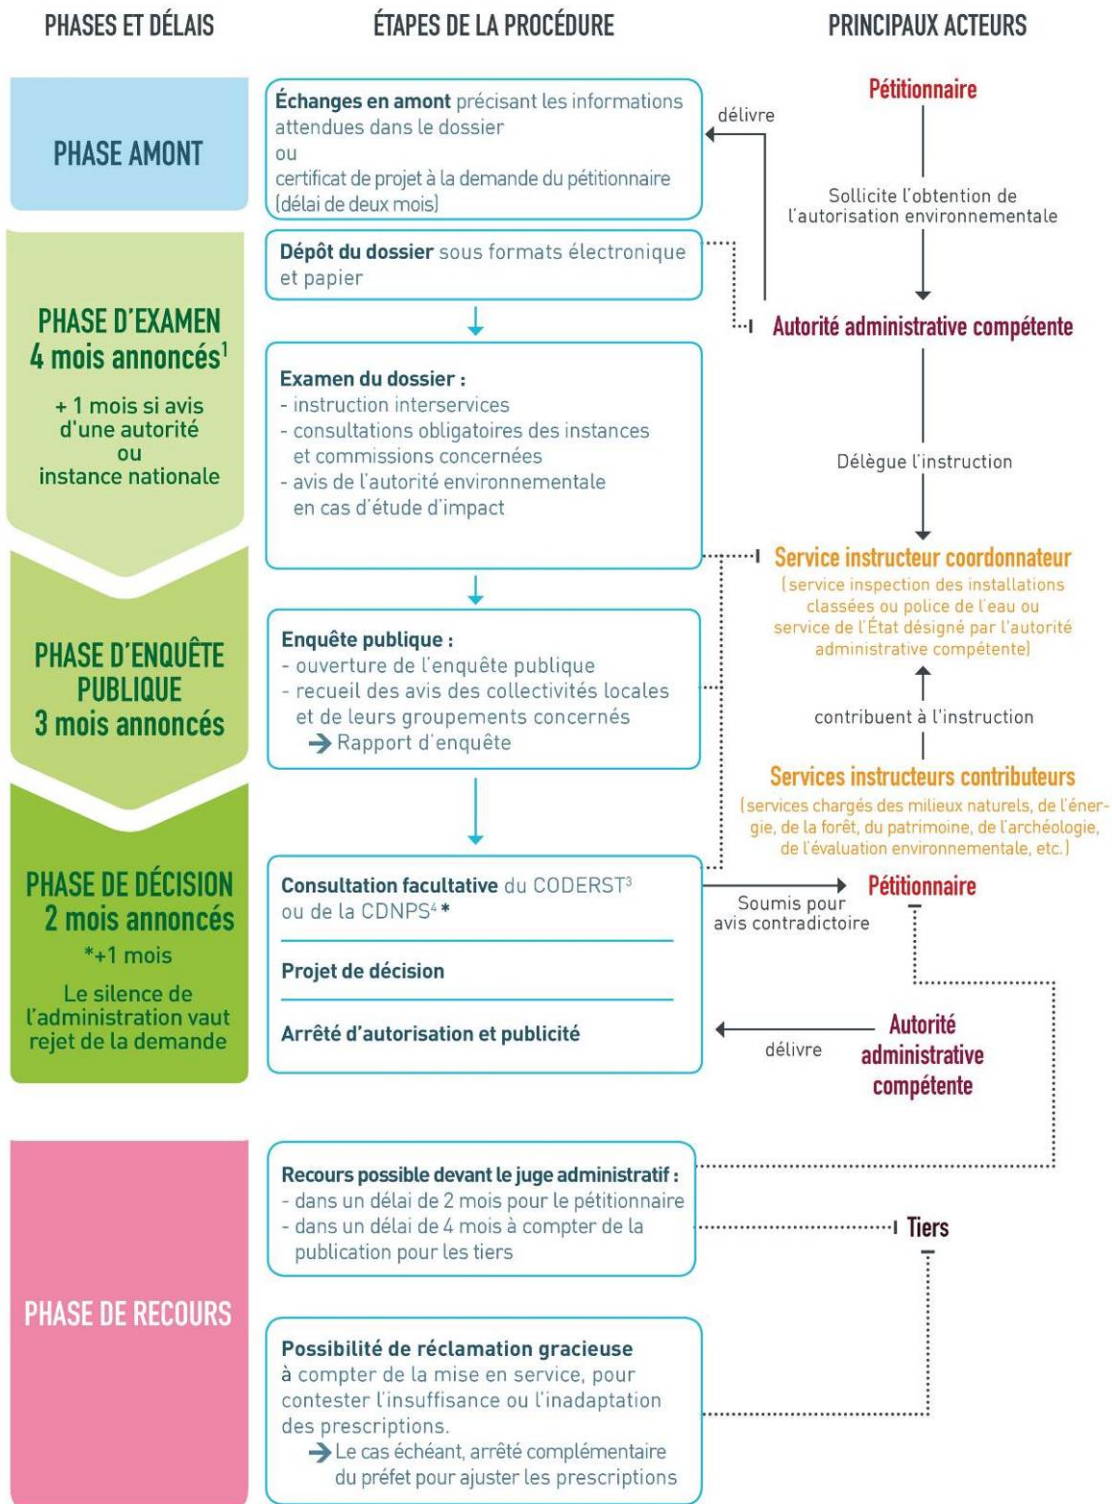 PHASES ET DÉLAIS
ÉTAPES DE LA PROCÉDURE
PRINCIPAUX ACTEURS
PHASE AMONT
Échanges en amont précisant les informations
attendues dans le dossier
ou
certificat de projet à la demande du pétitionnaire
(délai de deux mois)
délivre
Pétitionnaire
Sollicite l'obtention de
l'autorisation environnementale
PHASE D'EXAMEN
4 mois annoncés¹
+ 1 mois si avis
d'une autorité
ou
instance nationale
Dépôt du dossier sous formats électronique
et papier
Autorité administrative compétente
Examen du dossier :
- instruction interservices
- consultations obligatoires des instances
et commissions concernées
- avis de l'autorité environnementale
en cas d'étude d'impact
Délègue l'instruction
Service instructeur coordonnateur
(service inspection des installations
classées ou police de l'eau ou
service de l'État désigné par l'autorité
administrative compétente)
PHASE D'ENQUÊTE
PUBLIQUE
3 mois annoncés
Enquête publique :
- ouverture de l'enquête publique
- recueil des avis des collectivités locales
et de leurs groupements concernés
→ Rapport d'enquête
contribuent à l'instruction
Services instructeurs contributeurs
(services chargés des milieux naturels, de l'éner-
gie, de la forêt, du patrimoine, de l'archéologie,
de l'évaluation environnementale, etc.)
PHASE DE DÉCISION
2 mois annoncés
*+1 mois
Le silence de
l'administration vaut
rejet de la demande
Consultation facultative du CODERST³
ou de la CDNPS⁴ *
Projet de décision
Arrêté d'autorisation et publicité
Soumis pour
avis contradictoire
Pétitionnaire
délivre
Autorité
administrative
compétente
PHASE DE RECOURS
Recours possible devant le juge administratif :
- dans un délai de 2 mois pour le pétitionnaire
- dans un délai de 4 mois à compter de la
publication pour les tiers
Tiers
Possibilité de réclamation gracieuse
à compter de la mise en service, pour
contester l'insuffisance ou l'inadaptation
des prescriptions.
→ Le cas échéant, arrêté complémentaire
du préfet pour ajuster les prescriptions